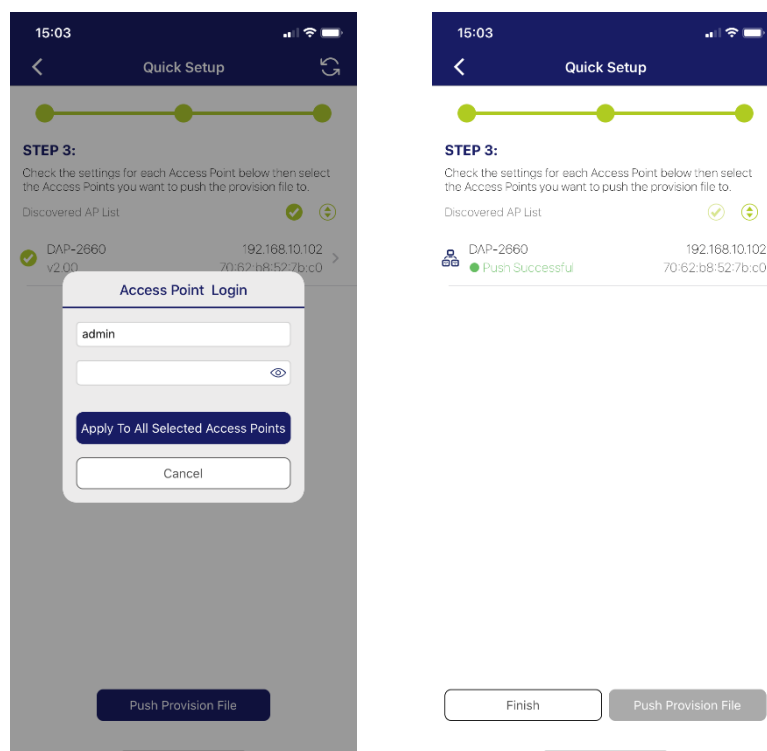 15:03
Quick Setup
STEP 3:
Check the settings for each Access Point below then select
the Access Points you want to push the provision file to.
Discovered AP List
DAP-2660
192.168.10.102
v2.00
70:62:b8:52:7b:c0
Access Point Login
admin
Apply To All Selected Access Points
Cancel
Push Provision File
15:03
Quick Setup
STEP 3:
Check the settings for each Access Point below then select
the Access Points you want to push the provision file to.
Discovered AP List
DAP-2660
192.168.10.102
Push Successful
70:62:b8:52:7b:c0
Finish
Push Provision File